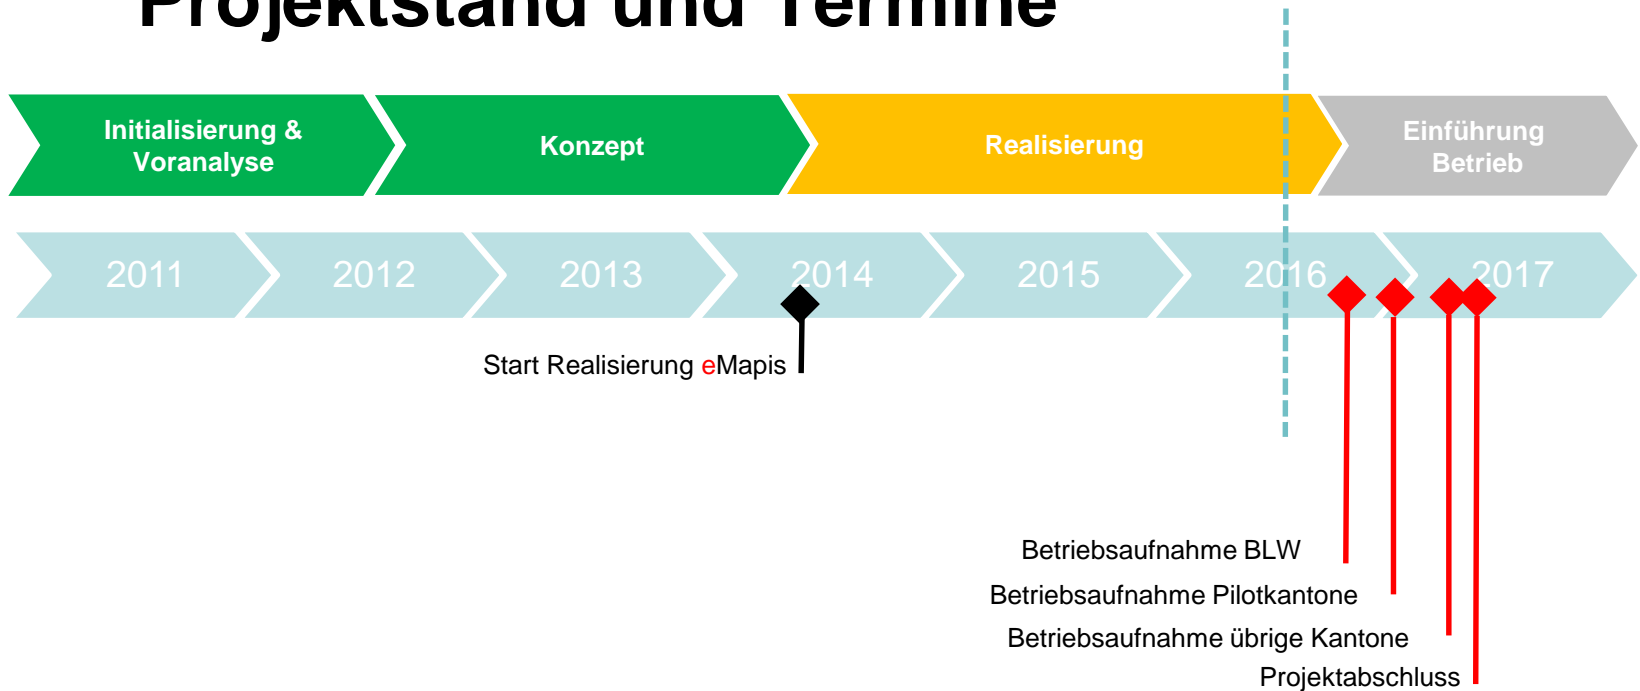 Projektstand und Termine
Initialisierung &
Voranalyse
Konzept
Realisierung
Einführung
Betrieb
2011
2012
2013
2014
2015
2016
2017
Start Realisierung eMapis
Betriebsaufnahme BLW
Betriebsaufnahme Pilotkantone
Betriebsaufnahme übrige Kantone
Projektabschluss